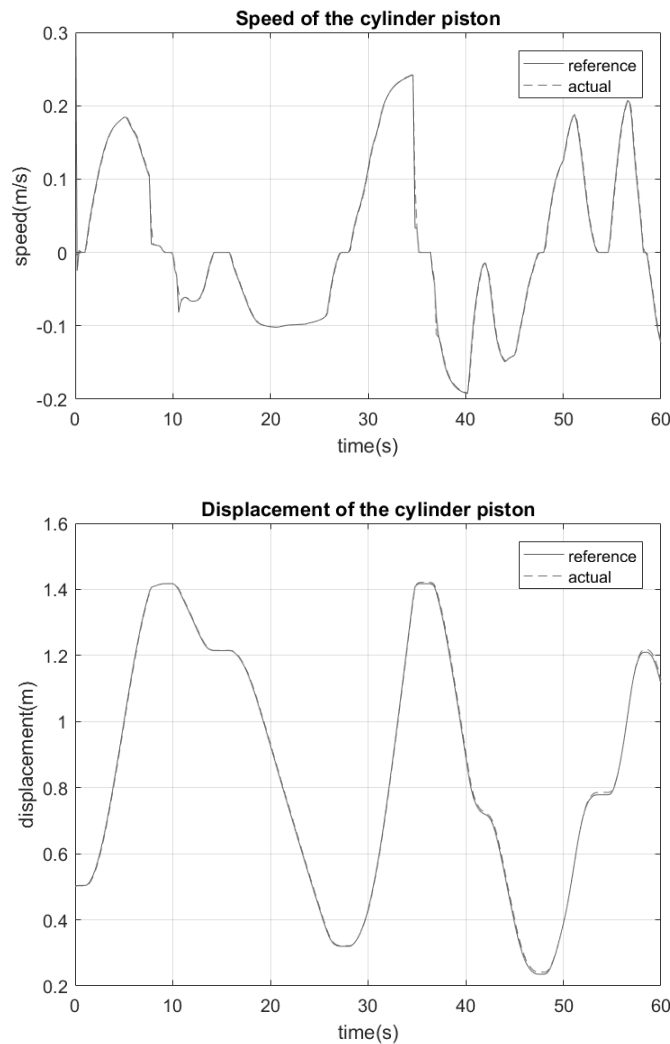 Speed of the cylinder piston
0.3
0.2
0.1
0
-0.1
-0.2
speed(m/s)
reference
actual
0 10 20 30 40 50 60
time(s)
Displacement of the cylinder piston
1.6
1.4
1.2
1
0.8
0.6
0.4
0.2
displacement(m)
reference
actual
0 10 20 30 40 50 60
time(s)